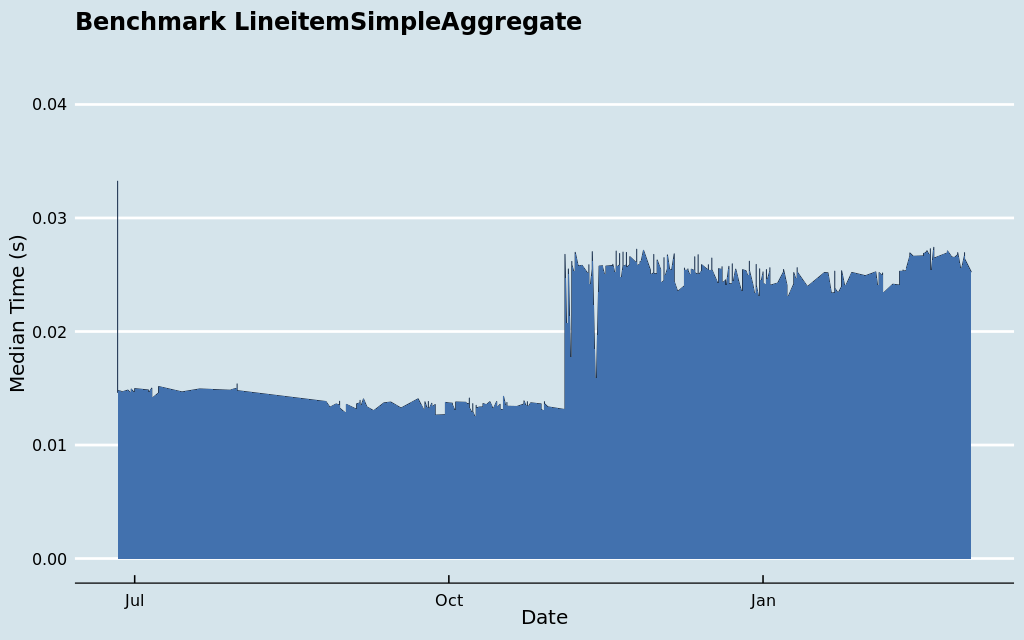 Benchmark LineitemSimpleAggregate
0.04
0.03
0.02
0.01
0.00
Median Time (s)
Jul
Oct
Jan
Date